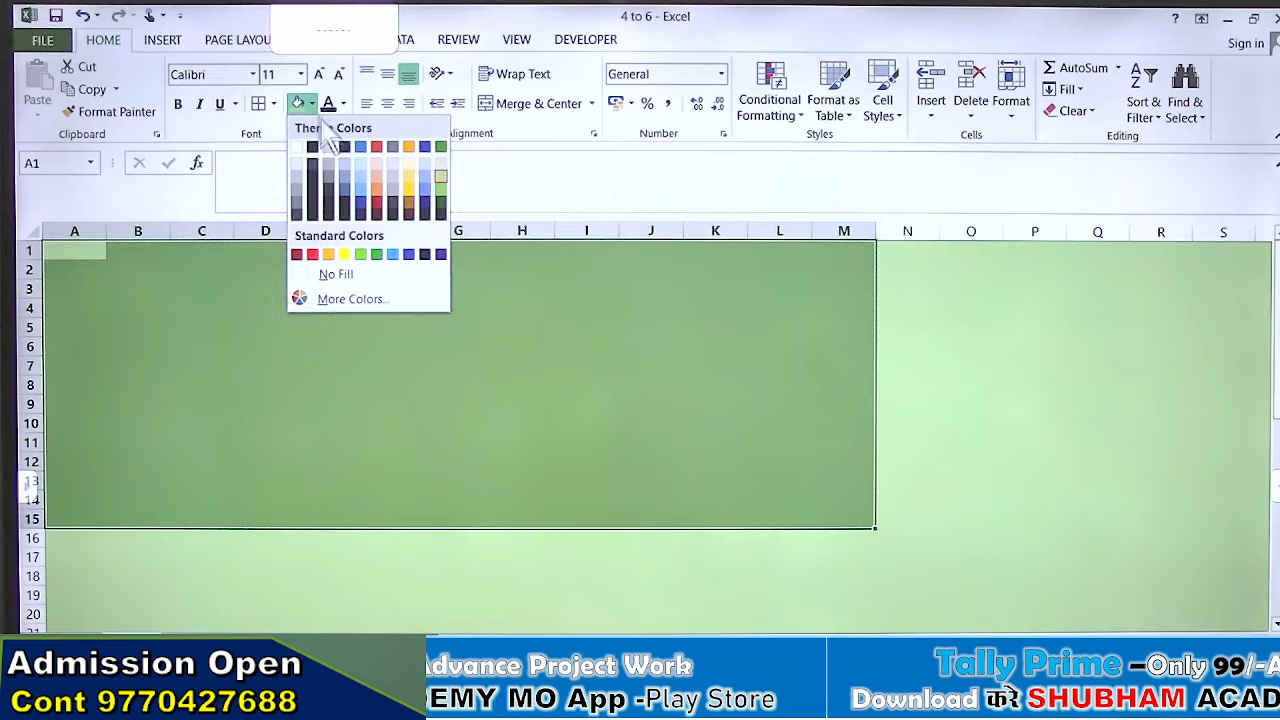 4 to 6 - Excel
?
FILE
HOME
INSERT
PAGE LAYOU
------
ATA
REVIEW
VIEW
DEVELOPER
Sign in
Paste
Cut
Copy
Format Painter
Clipboard
Calibri
11
B I U
Font
Wrap Text
Merge & Center
lignment
General
%
Number
Conditional Formatting
Format as Table
Cell Styles
Styles
Insert
Delete
Format
Cells
AutoSum
Fill
Clear
Sort & Select
Find & Select
Editing
A1
fx
Colors
Standard Colors
No Fill
More Colors...
A B C D G H I J K L M N O P Q R S
1
2
3
4
5
6
7
8
9
10
11
12
13
14
15
16
17
18
19
20
Admission Open
Cont 9770427688
Advance Project Work
DEMY MO App -Play Store
Tally Prime –Only 99/-
Download करे SHUBHAM ACAD